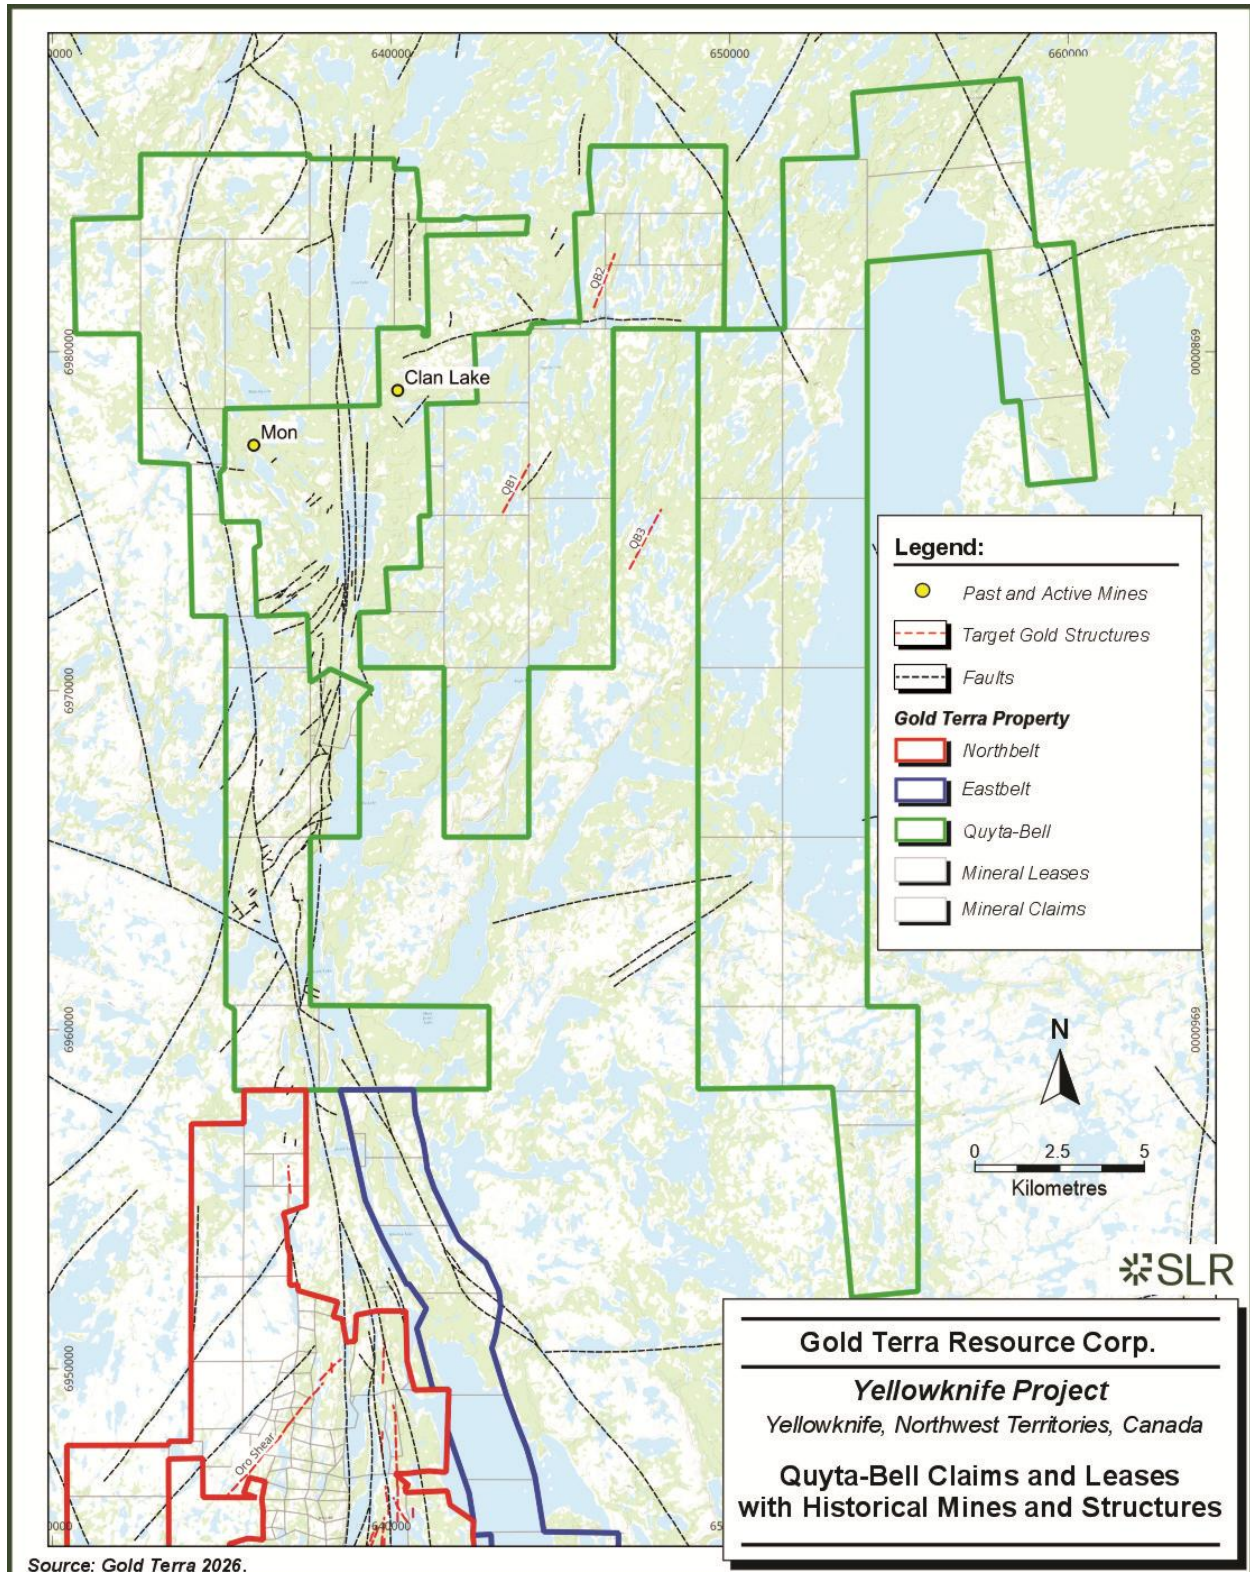 0000
640000
650000
660000
6980000
6980000
QB2
Clan Lake
Mon
QB1
QB3
Legend:
Past and Active Mines
Target Gold Structures
Faults
Gold Terra Property
Northbelt
Eastbelt
Quyta-Bell
Mineral Leases
Mineral Claims
6970000
6960000
6960000
N
0 2.5 5
Kilometres
SLR
6950000
Oro Shear
0000
640000
65
Gold Terra Resource Corp.
Yellowknife Project
Yellowknife, Northwest Territories, Canada
Quyta-Bell Claims and Leases
with Historical Mines and Structures
Source: Gold Terra 2026.